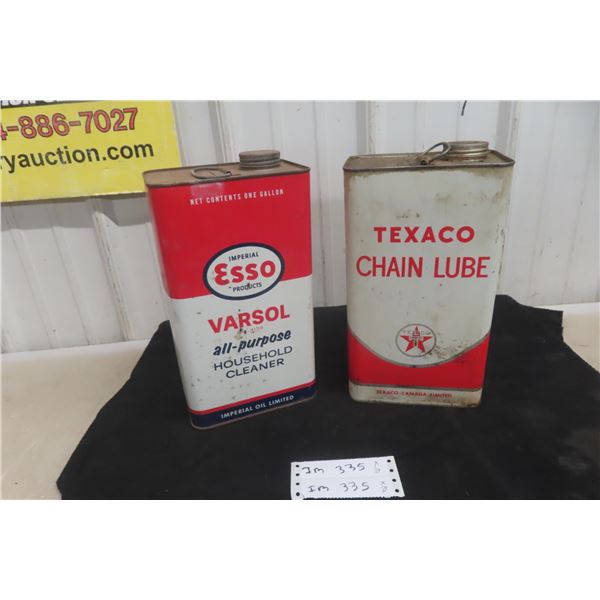 4-886-7027
ryauction.com
NET CONTENTS ONE GALLON
IMPERIAL
Esso
PRODUCTS
VARSOL
all-purpose
HOUSEHOLD
CLEANER
IMPERIAL OIL LIMITED
TEXACO
CHAIN LUBE
TEXACO
TEXACO CANADA LIMITED
IM 335
IM 335